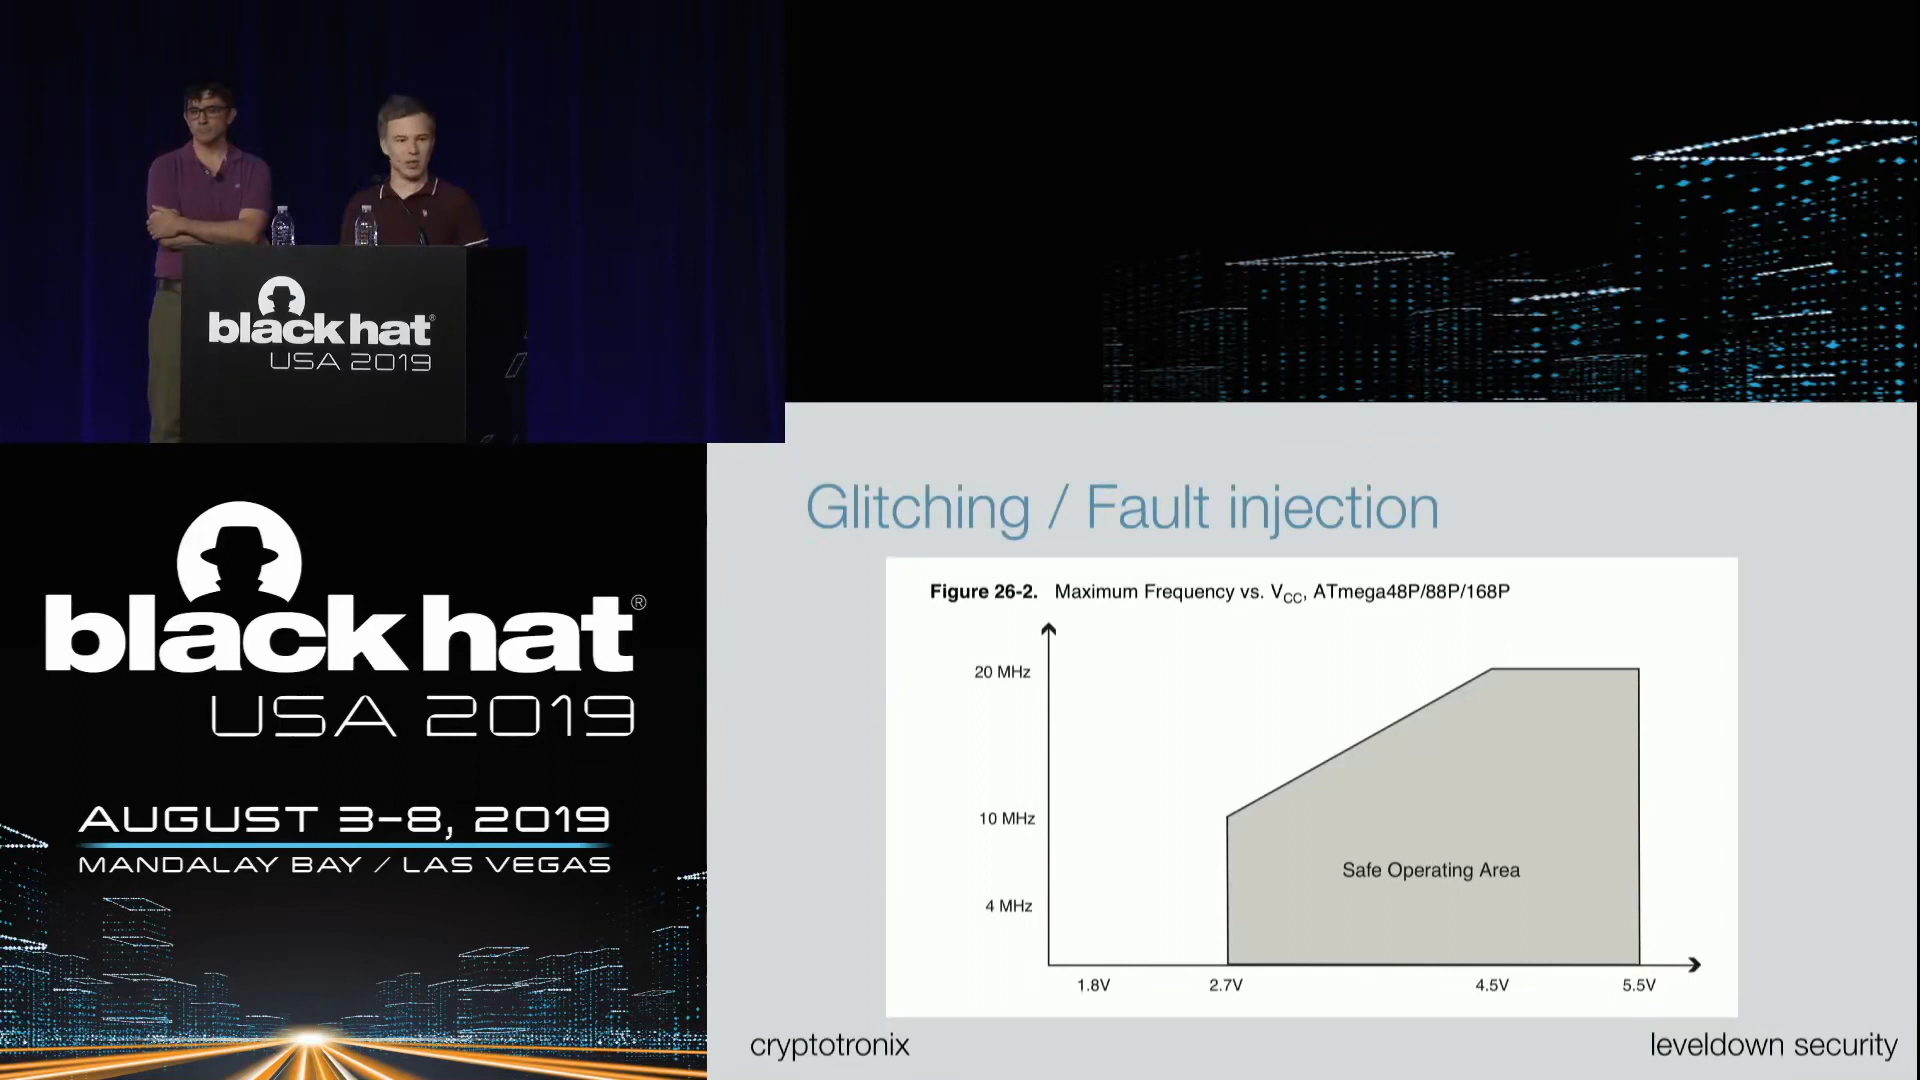 black hat®
USA 2019
black hat®
USA 2019
AUGUST 3-8, 2019
MANDALAY BAY / LAS VEGAS
Glitching / Fault injection
Figure 26-2. Maximum Frequency vs. VCC, ATmega48P/88P/168P
20 MHz
10 MHz
4 MHz
Safe Operating Area
1.8V 2.7V 4.5V 5.5V
cryptotronix
leveldown security